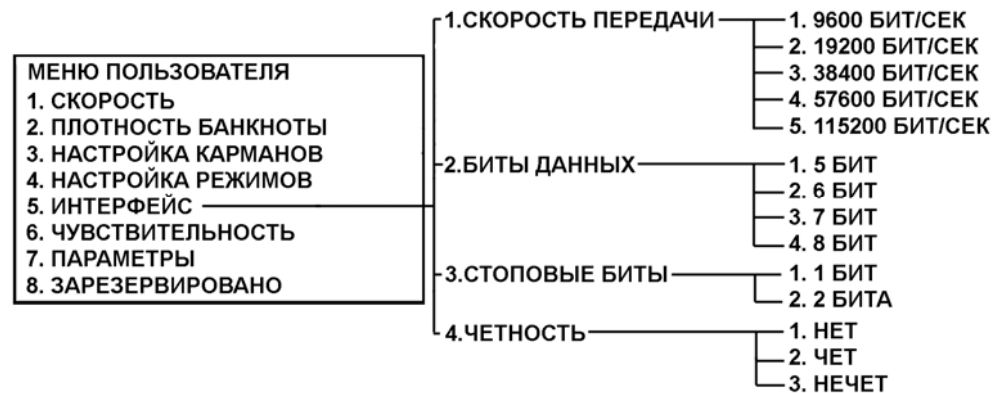 МЕНЮ ПОЛЬЗОВАТЕЛЯ
1. СКОРОСТЬ
2. ПЛОТНОСТЬ БАНКНОТЫ
3. НАСТРОЙКА КАРМАНОВ
4. НАСТРОЙКА РЕЖИМОВ
5. ИНТЕРФЕЙС
6. ЧУВСТВИТЕЛЬНОСТЬ
7. ПАРАМЕТРЫ
8. ЗАРЕЗЕРВИРОВАНО
1.СКОРОСТЬ ПЕРЕДАЧИ
1. 9600 БИТ/СЕК
2. 19200 БИТ/СЕК
3. 38400 БИТ/СЕК
4. 57600 БИТ/СЕК
5. 115200 БИТ/СЕК
2.БИТЫ ДАННЫХ
1. 5 БИТ
2. 6 БИТ
3. 7 БИТ
4. 8 БИТ
3.СТОПОВЫЕ БИТЫ
1. 1 БИТ
2. 2 БИТА
4.ЧЕТНОСТЬ
1. НЕТ
2. ЧЕТ
3. НЕЧЕТ